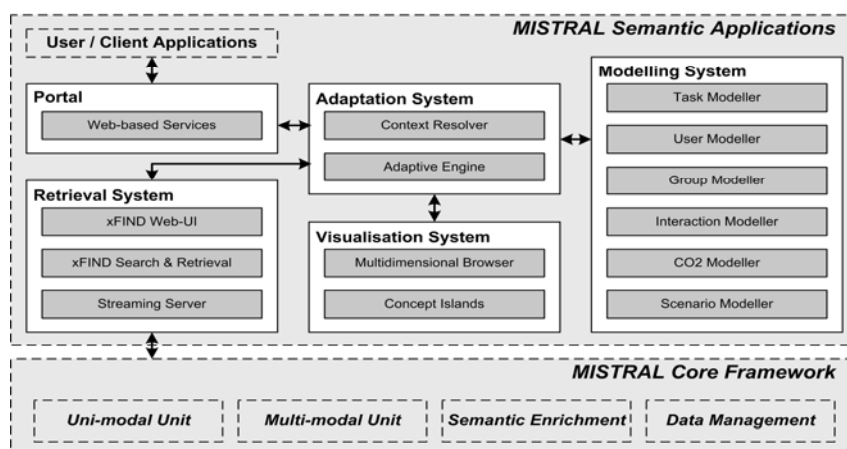 MISTRAL Semantic Applications
User / Client Applications
Portal
Web-based Services
Retrieval System
xFIND Web-UI
xFIND Search & Retrieval
Streaming Server
Adaptation System
Context Resolver
Adaptive Engine
Visualisation System
Multidimensional Browser
Concept Islands
Modelling System
Task Modeller
User Modeller
Group Modeller
Interaction Modeller
CO2 Modeller
Scenario Modeller
MISTRAL Core Framework
Uni-modal Unit
Multi-modal Unit
Semantic Enrichment
Data Management